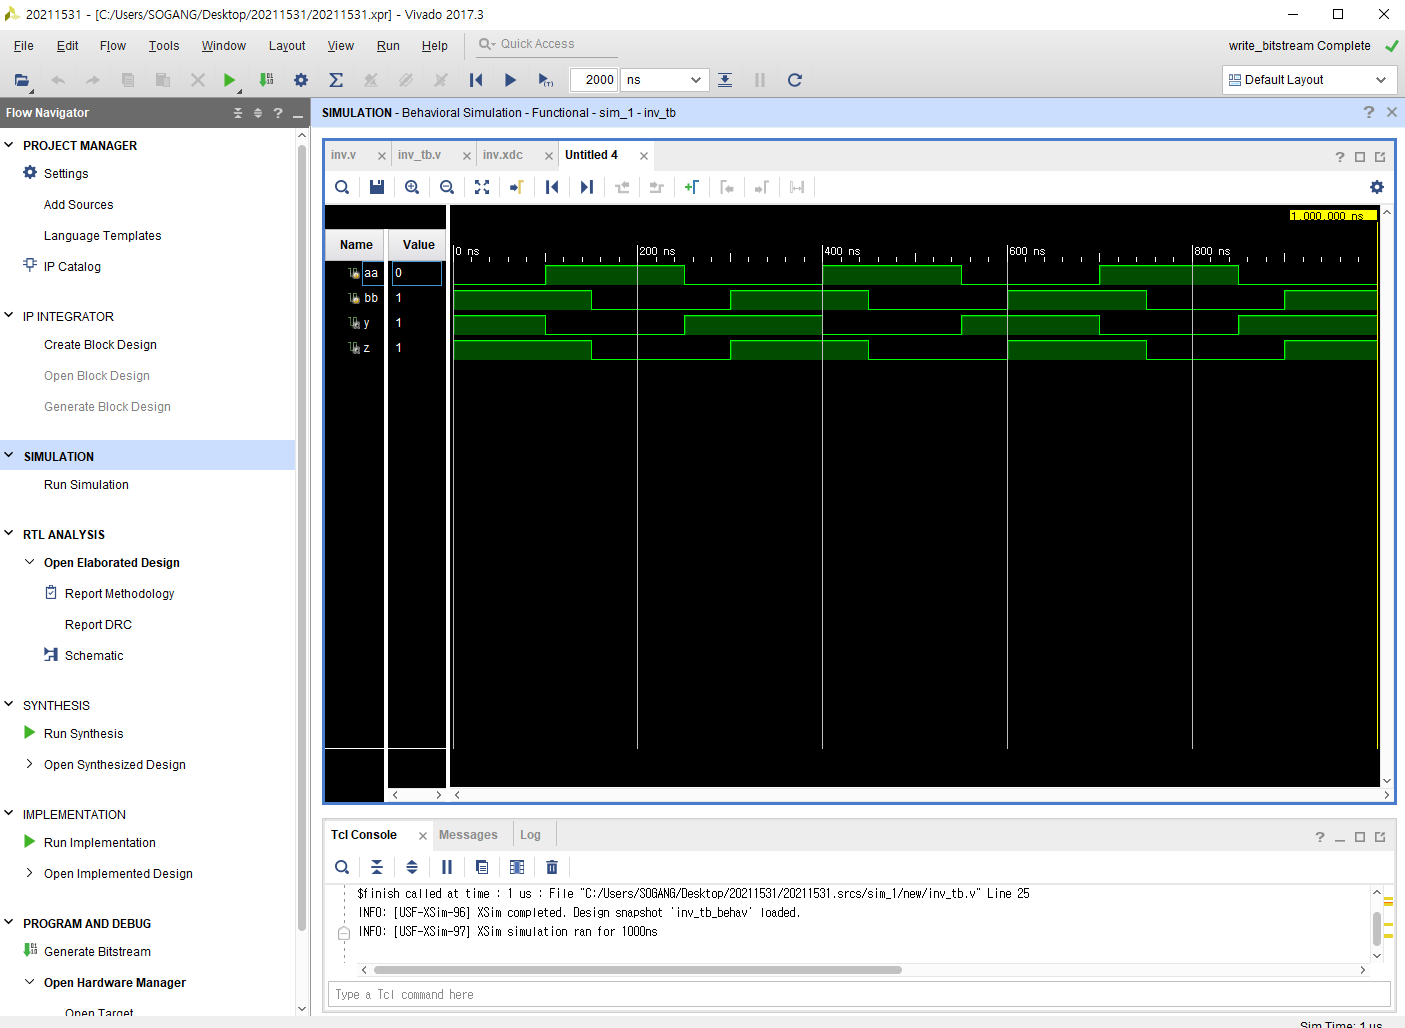 20211531 - [C:/Users/SOGANG/Desktop/20211531/20211531.xpr] - Vivado 2017.3
File Edit Flow Tools Window Layout View Run Help Quick Access
write_bitstream Complete
2000 ns
Default Layout
Flow Navigator
SIMULATION - Behavioral Simulation - Functional - sim_1 - inv_tb
PROJECT MANAGER
Settings
Add Sources
Language Templates
IP Catalog
IP INTEGRATOR
Create Block Design
Open Block Design
Generate Block Design
SIMULATION
Run Simulation
RTL ANALYSIS
Open Elaborated Design
Report Methodology
Report DRC
Schematic
SYNTHESIS
Run Synthesis
Open Synthesized Design
IMPLEMENTATION
Run Implementation
Open Implemented Design
PROGRAM AND DEBUG
Generate Bitstream
Open Hardware Manager
Open Target
inv.v inv_tb.v inv.xdc Untitled 4
1,000.000 ns
Name Value
0 ns 200 ns 400 ns 600 ns 800 ns
aa 0
bb 1
y 1
z 1
Tcl Console Messages Log
$finish called at time : 1 us : File "C:/Users/SOGANG/Desktop/20211531/20211531.srcs/sim_1/new/inv_tb.v" Line 25
INFO: [USF-XSim-96] XSim completed. Design snapshot 'inv_tb_behav' loaded.
INFO: [USF-XSim-97] XSim simulation ran for 1000ns
Type a Tcl command here
Sim Time: 1 us